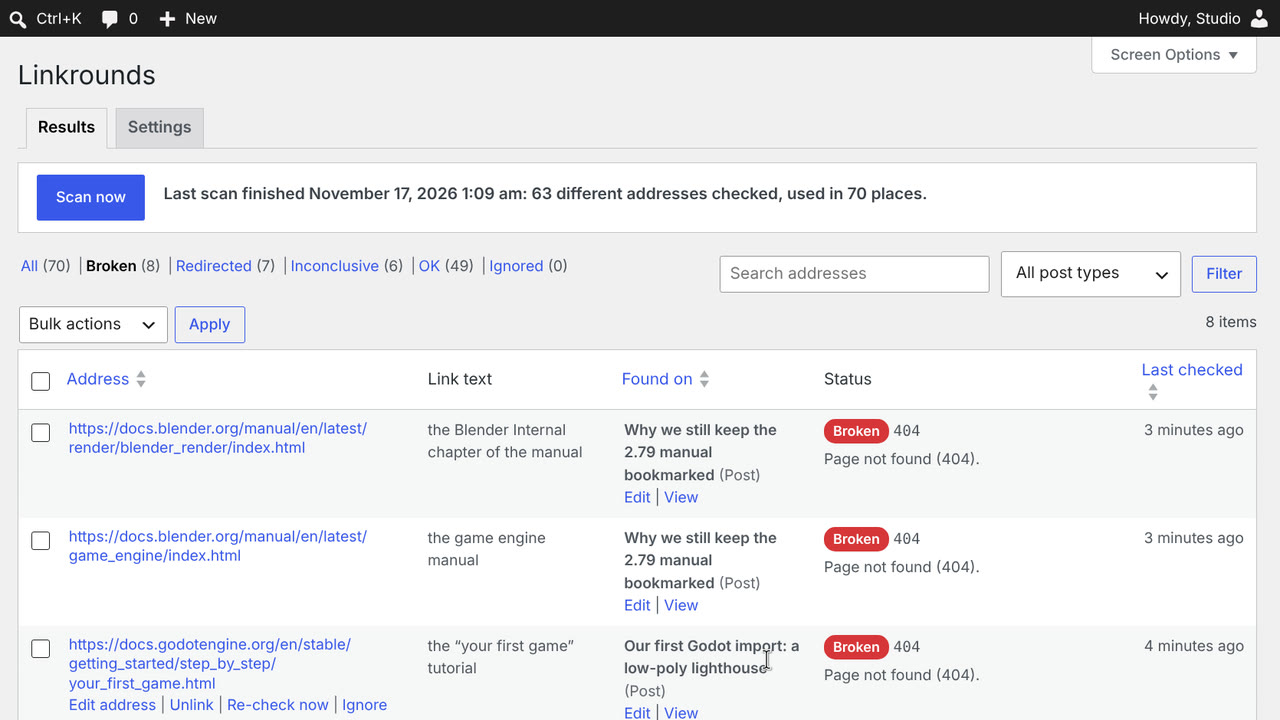 Ctrl+K 0 New Howdy, Studio
Screen Options
Linkrounds
Results Settings
Scan now Last scan finished November 17, 2026 1:09 am: 63 different addresses checked, used in 70 places.
All (70) | Broken (8) | Redirected (7) | Inconclusive (6) | OK (49) | Ignored (0) Search addresses All post types Filter
Bulk actions Apply 8 items
Address Link text Found on Status Last checked
https://docs.blender.org/manual/en/latest/
render/blender_render/index.html
the Blender Internal
chapter of the manual
Why we still keep the
2.79 manual
bookmarked (Post)
Edit | View
Broken 404
Page not found (404).
3 minutes ago
https://docs.blender.org/manual/en/latest/
game_engine/index.html
the game engine
manual
Why we still keep the
2.79 manual
bookmarked (Post)
Edit | View
Broken 404
Page not found (404).
3 minutes ago
https://docs.godotengine.org/en/stable/
getting_started/step_by_step/
your_first_game.html
Edit address | Unlink | Re-check now | Ignore
the “your first game”
tutorial
Our first Godot import: a
low-poly lighthouse
(Post)
Edit | View
Broken 404
Page not found (404).
4 minutes ago